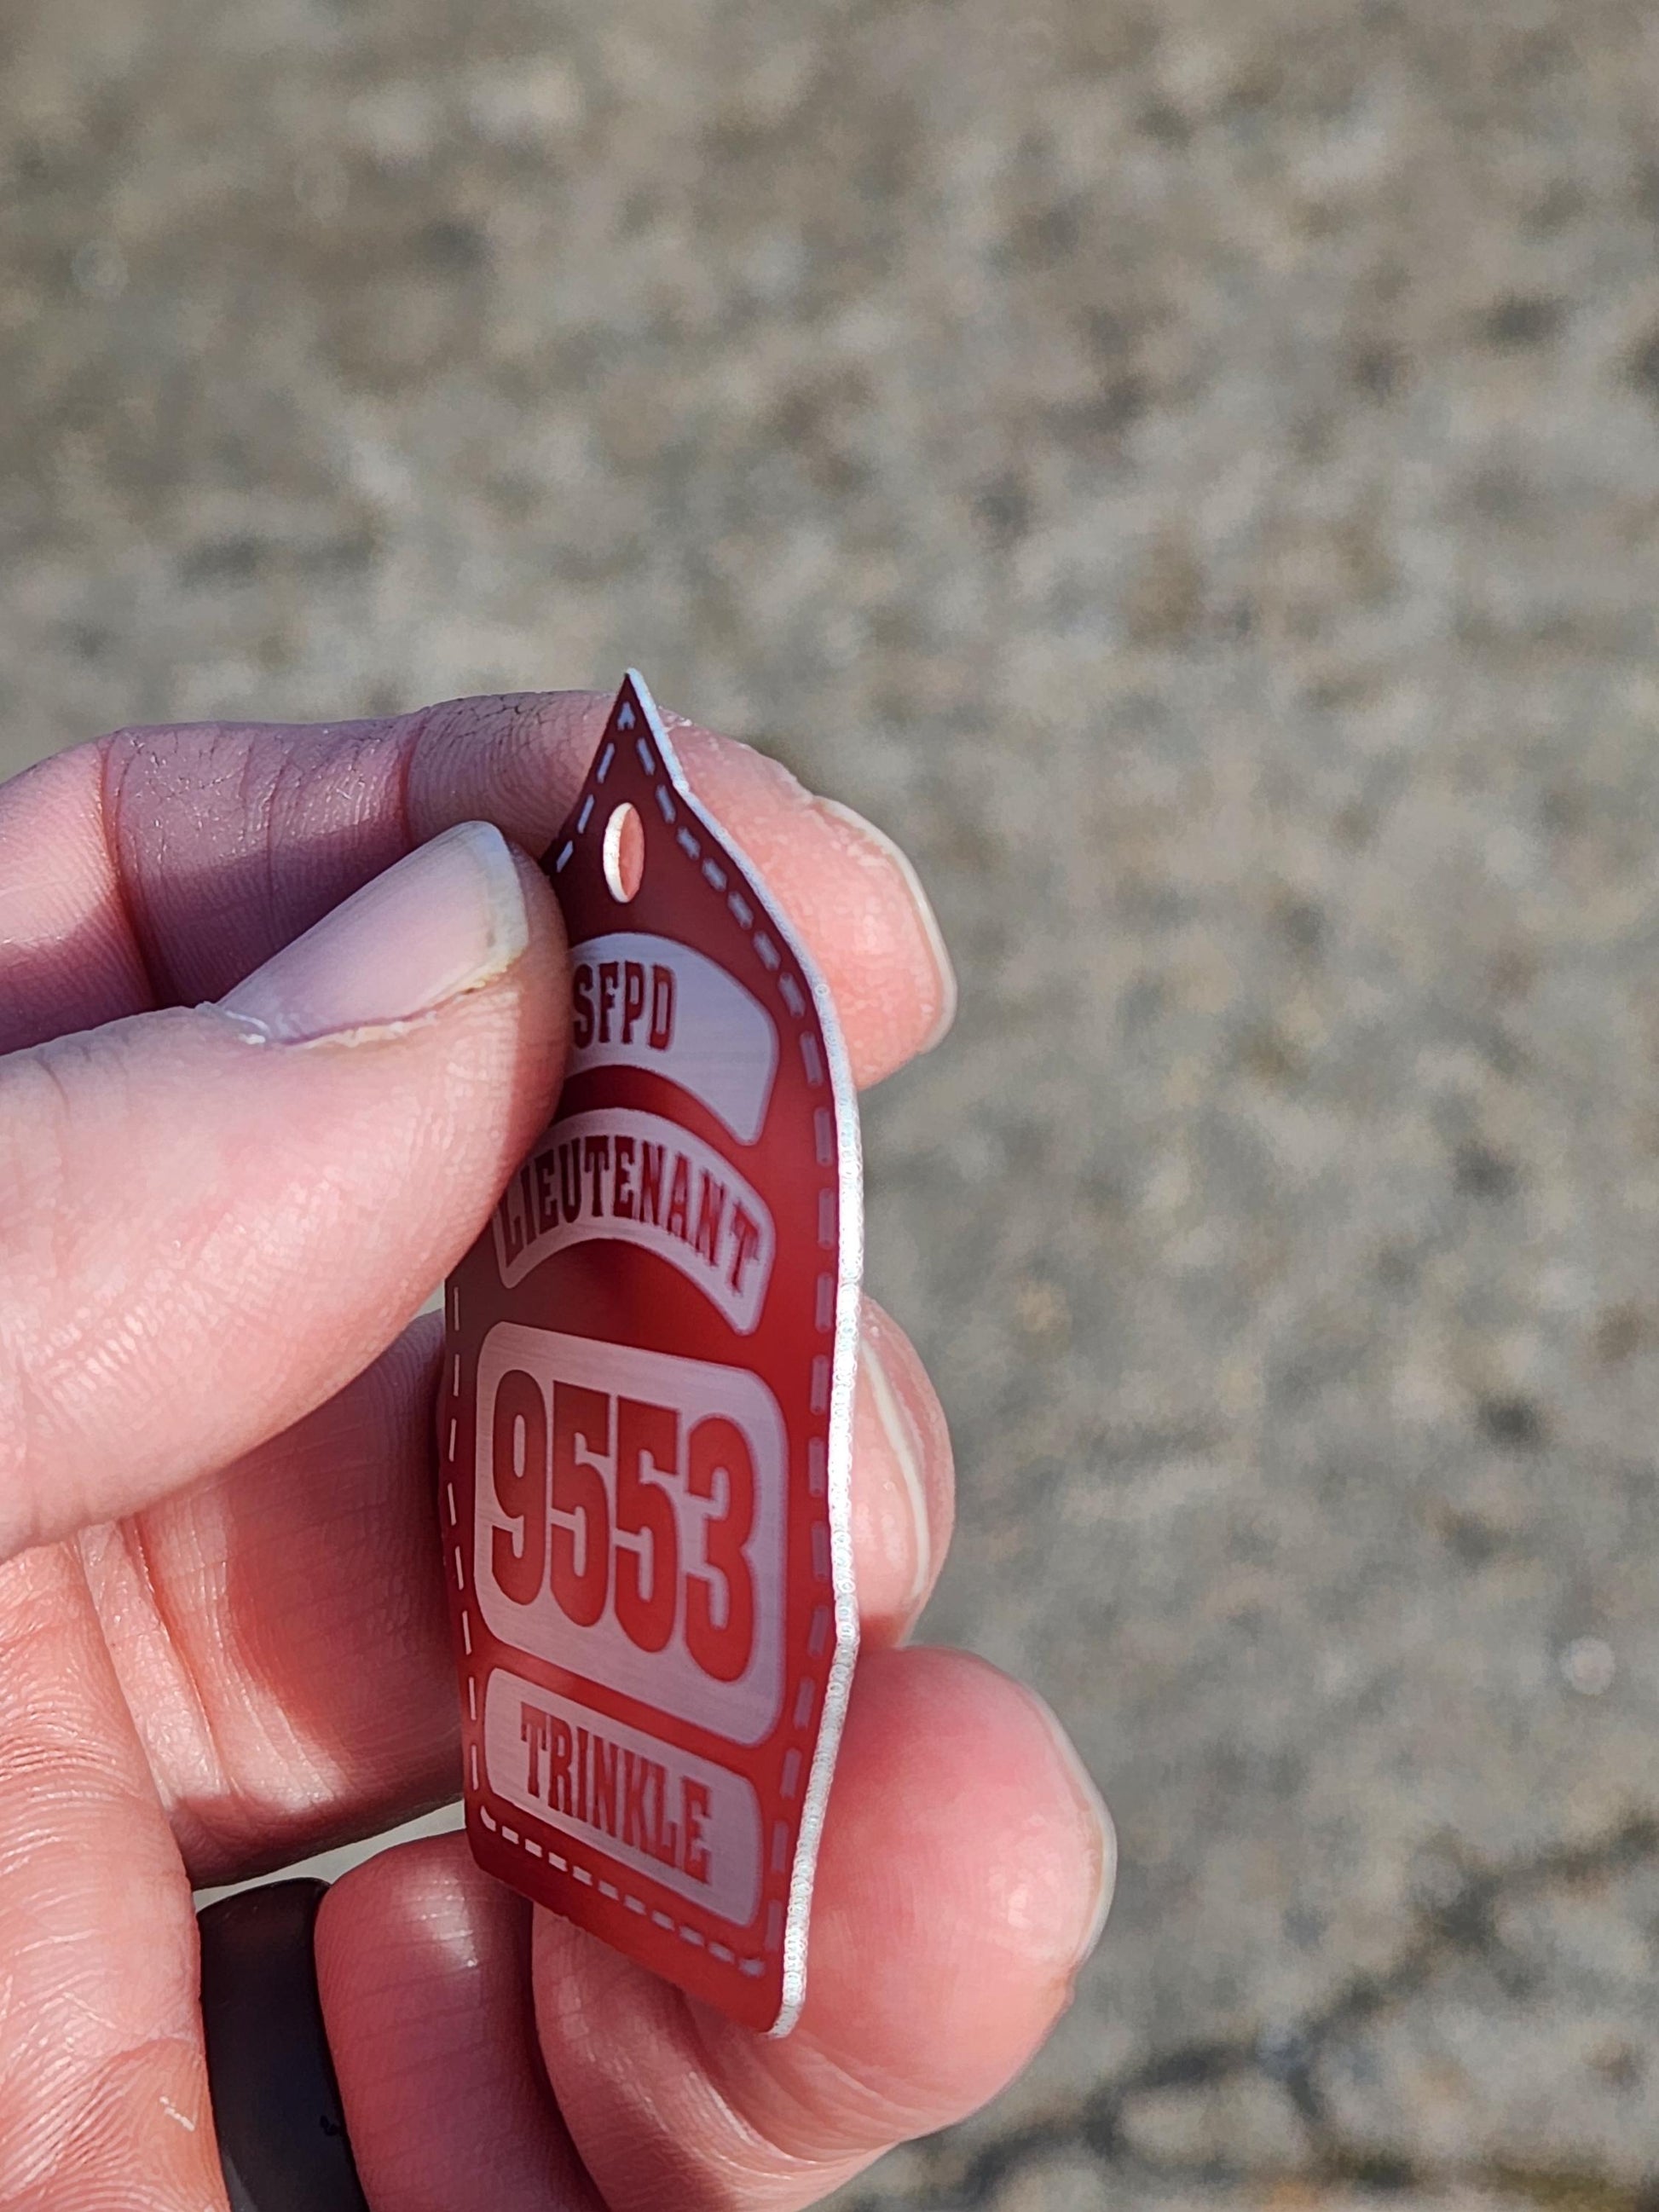 SFPD
LIEUTENANT
9553
TRINKLE